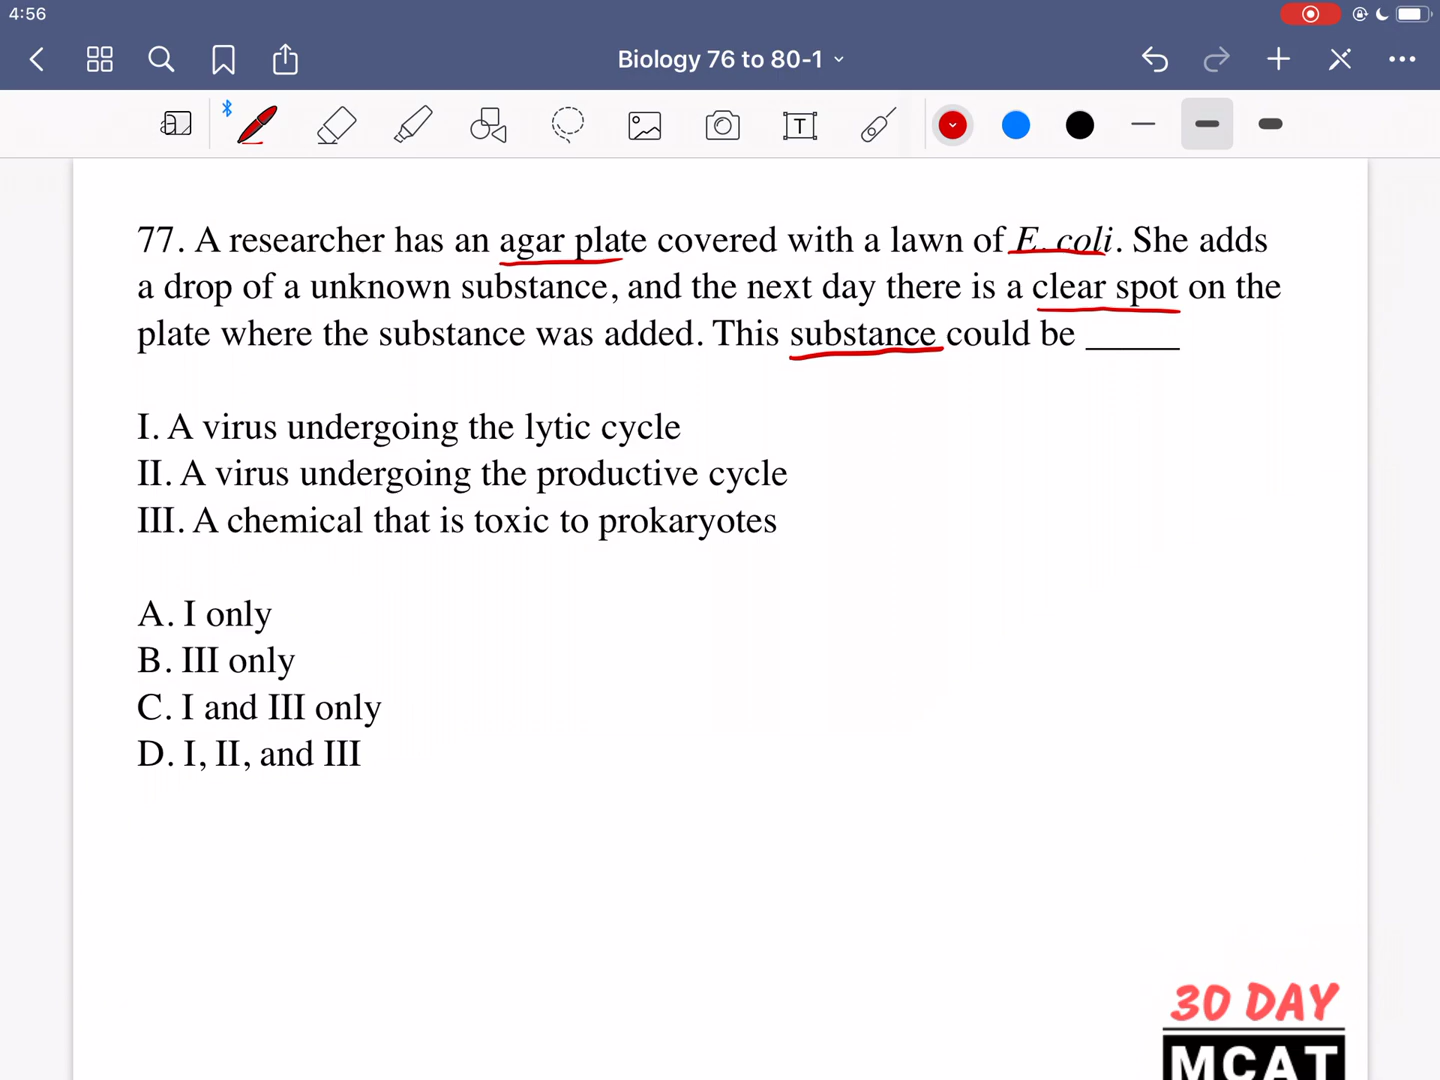 4:56
Biology 76 to 80-1
T
77. A researcher has an agar plate covered with a lawn of E. coli. She adds
a drop of a unknown substance, and the next day there is a clear spot on the
plate where the substance was added. This substance could be _____
I. A virus undergoing the lytic cycle
II. A virus undergoing the productive cycle
III. A chemical that is toxic to prokaryotes
A. I only
B. III only
C. I and III only
D. I, II, and III
30 DAY
MCAT